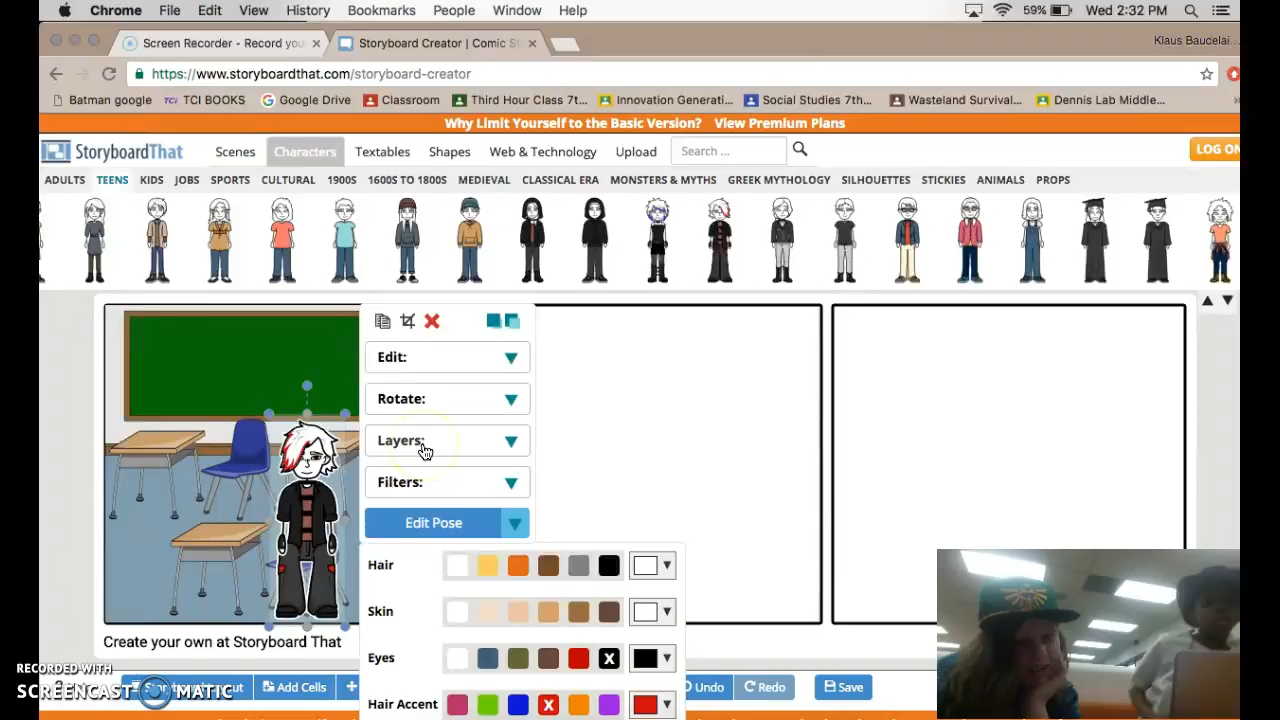 Chrome File Edit View History Bookmarks People Window Help 59% Wed 2:32 PM
Screen Recorder - Record you × Storyboard Creator | Comic St × Klaus Baudelai...
https://www.storyboardthat.com/storyboard-creator
Batman google TCI TCI BOOKS Google Drive Classroom Third Hour Class 7t... Innovation Generati... Social Studies 7th... Wasteland Survival... Dennis Lab Middle...
Why Limit Yourself to the Basic Version? View Premium Plans
StoryboardThat Scenes Characters Textables Shapes Web & Technology Upload Search ... LOG ON
ADULTS TEENS KIDS JOBS SPORTS CULTURAL 1900S 1600S TO 1800S MEDIEVAL CLASSICAL ERA MONSTERS & MYTHS GREEK MYTHOLOGY SILHOUETTES STICKIES ANIMALS PROPS
Edit:
Rotate:
Layers:
Filters:
Edit Pose
Hair
Skin
Eyes X
Create your own at Storyboard That
RECORDED WITH
SCREENCAST MATIC
Add Cells Undo Redo Save
Hair Accent X